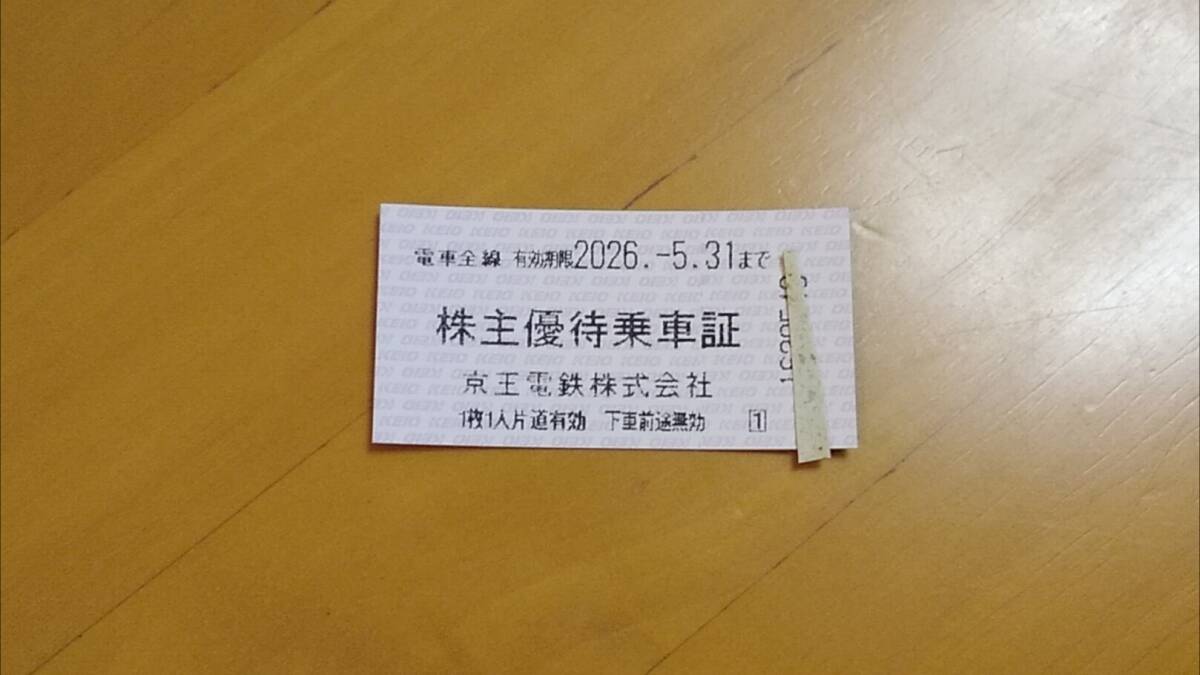 電車全線 有効期限2026.-5.31まで
株主優待乗車証
京王電鉄株式会社
1枚1人片道有効 下車前途無効 1